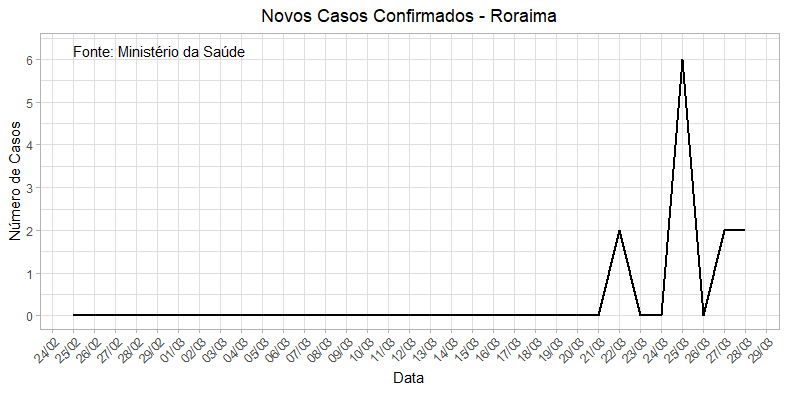 Novos Casos Confirmados - Roraima
Fonte: Ministério da Saúde
Número de Casos
6
5
4
3
2
1
0
24/02 25/02 26/02 27/02 28/02 29/02 01/03 02/03 03/03 04/03 05/03 06/03 07/03 08/03 09/03 10/03 11/03 12/03 13/03 14/03 15/03 16/03 17/03 18/03 19/03 20/03 21/03 22/03 23/03 24/03 25/03 26/03 27/03 28/03 29/03
Data